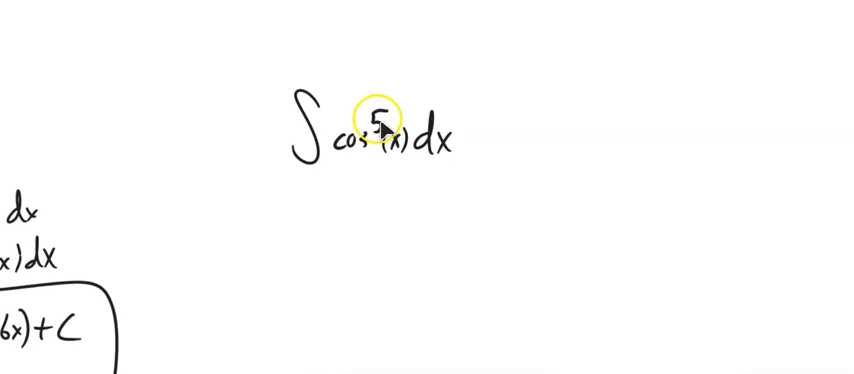 ∫ cos⁵(x) dx
dx
x) dx
6x) + C